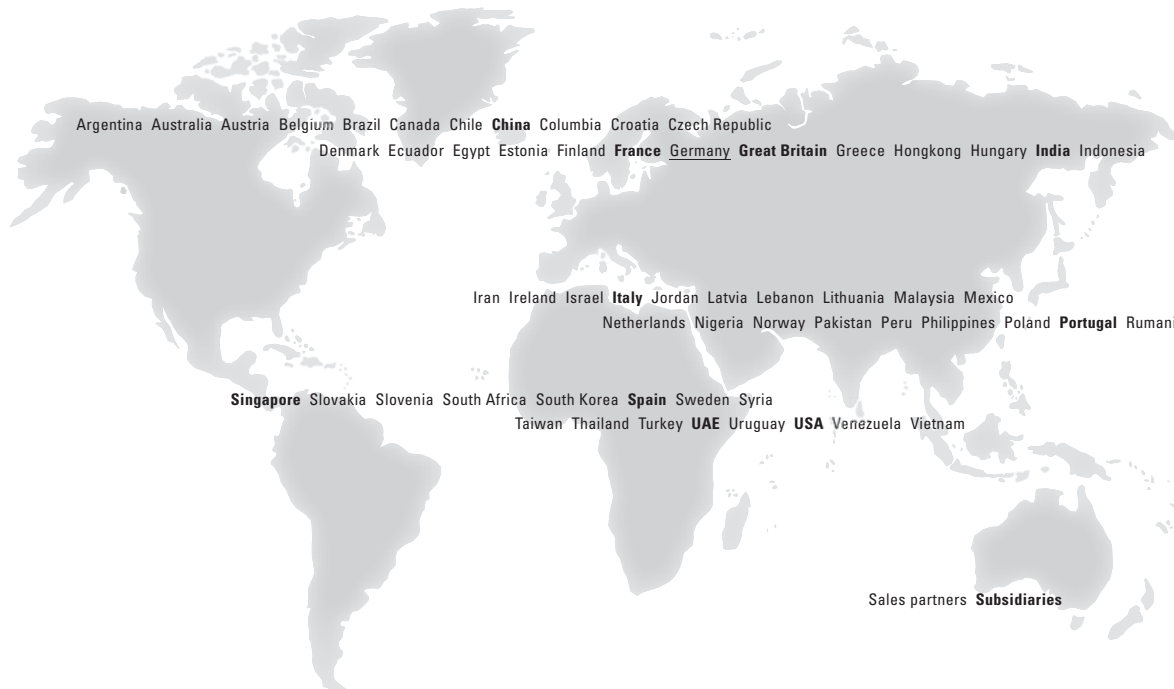 Argentina Australia Austria Belgium Brazil Canada Chile China Columbia Croatia Czech Republic
Denmark Ecuador Egypt Estonia Finland France Germany Great Britain Greece Hongkong Hungary India Indonesia
Iran Ireland Israel Italy Jordan Latvia Lebanon Lithuania Malaysia Mexico
Netherlands Nigeria Norway Pakistan Peru Philippines Poland Portugal
Singapore Slovakia Slovenia South Africa South Korea Spain Sweden Syria
Taiwan Thailand Turkey UAE Uruguay USA Venezuela Vietnam
Sales partners Subsidiaries